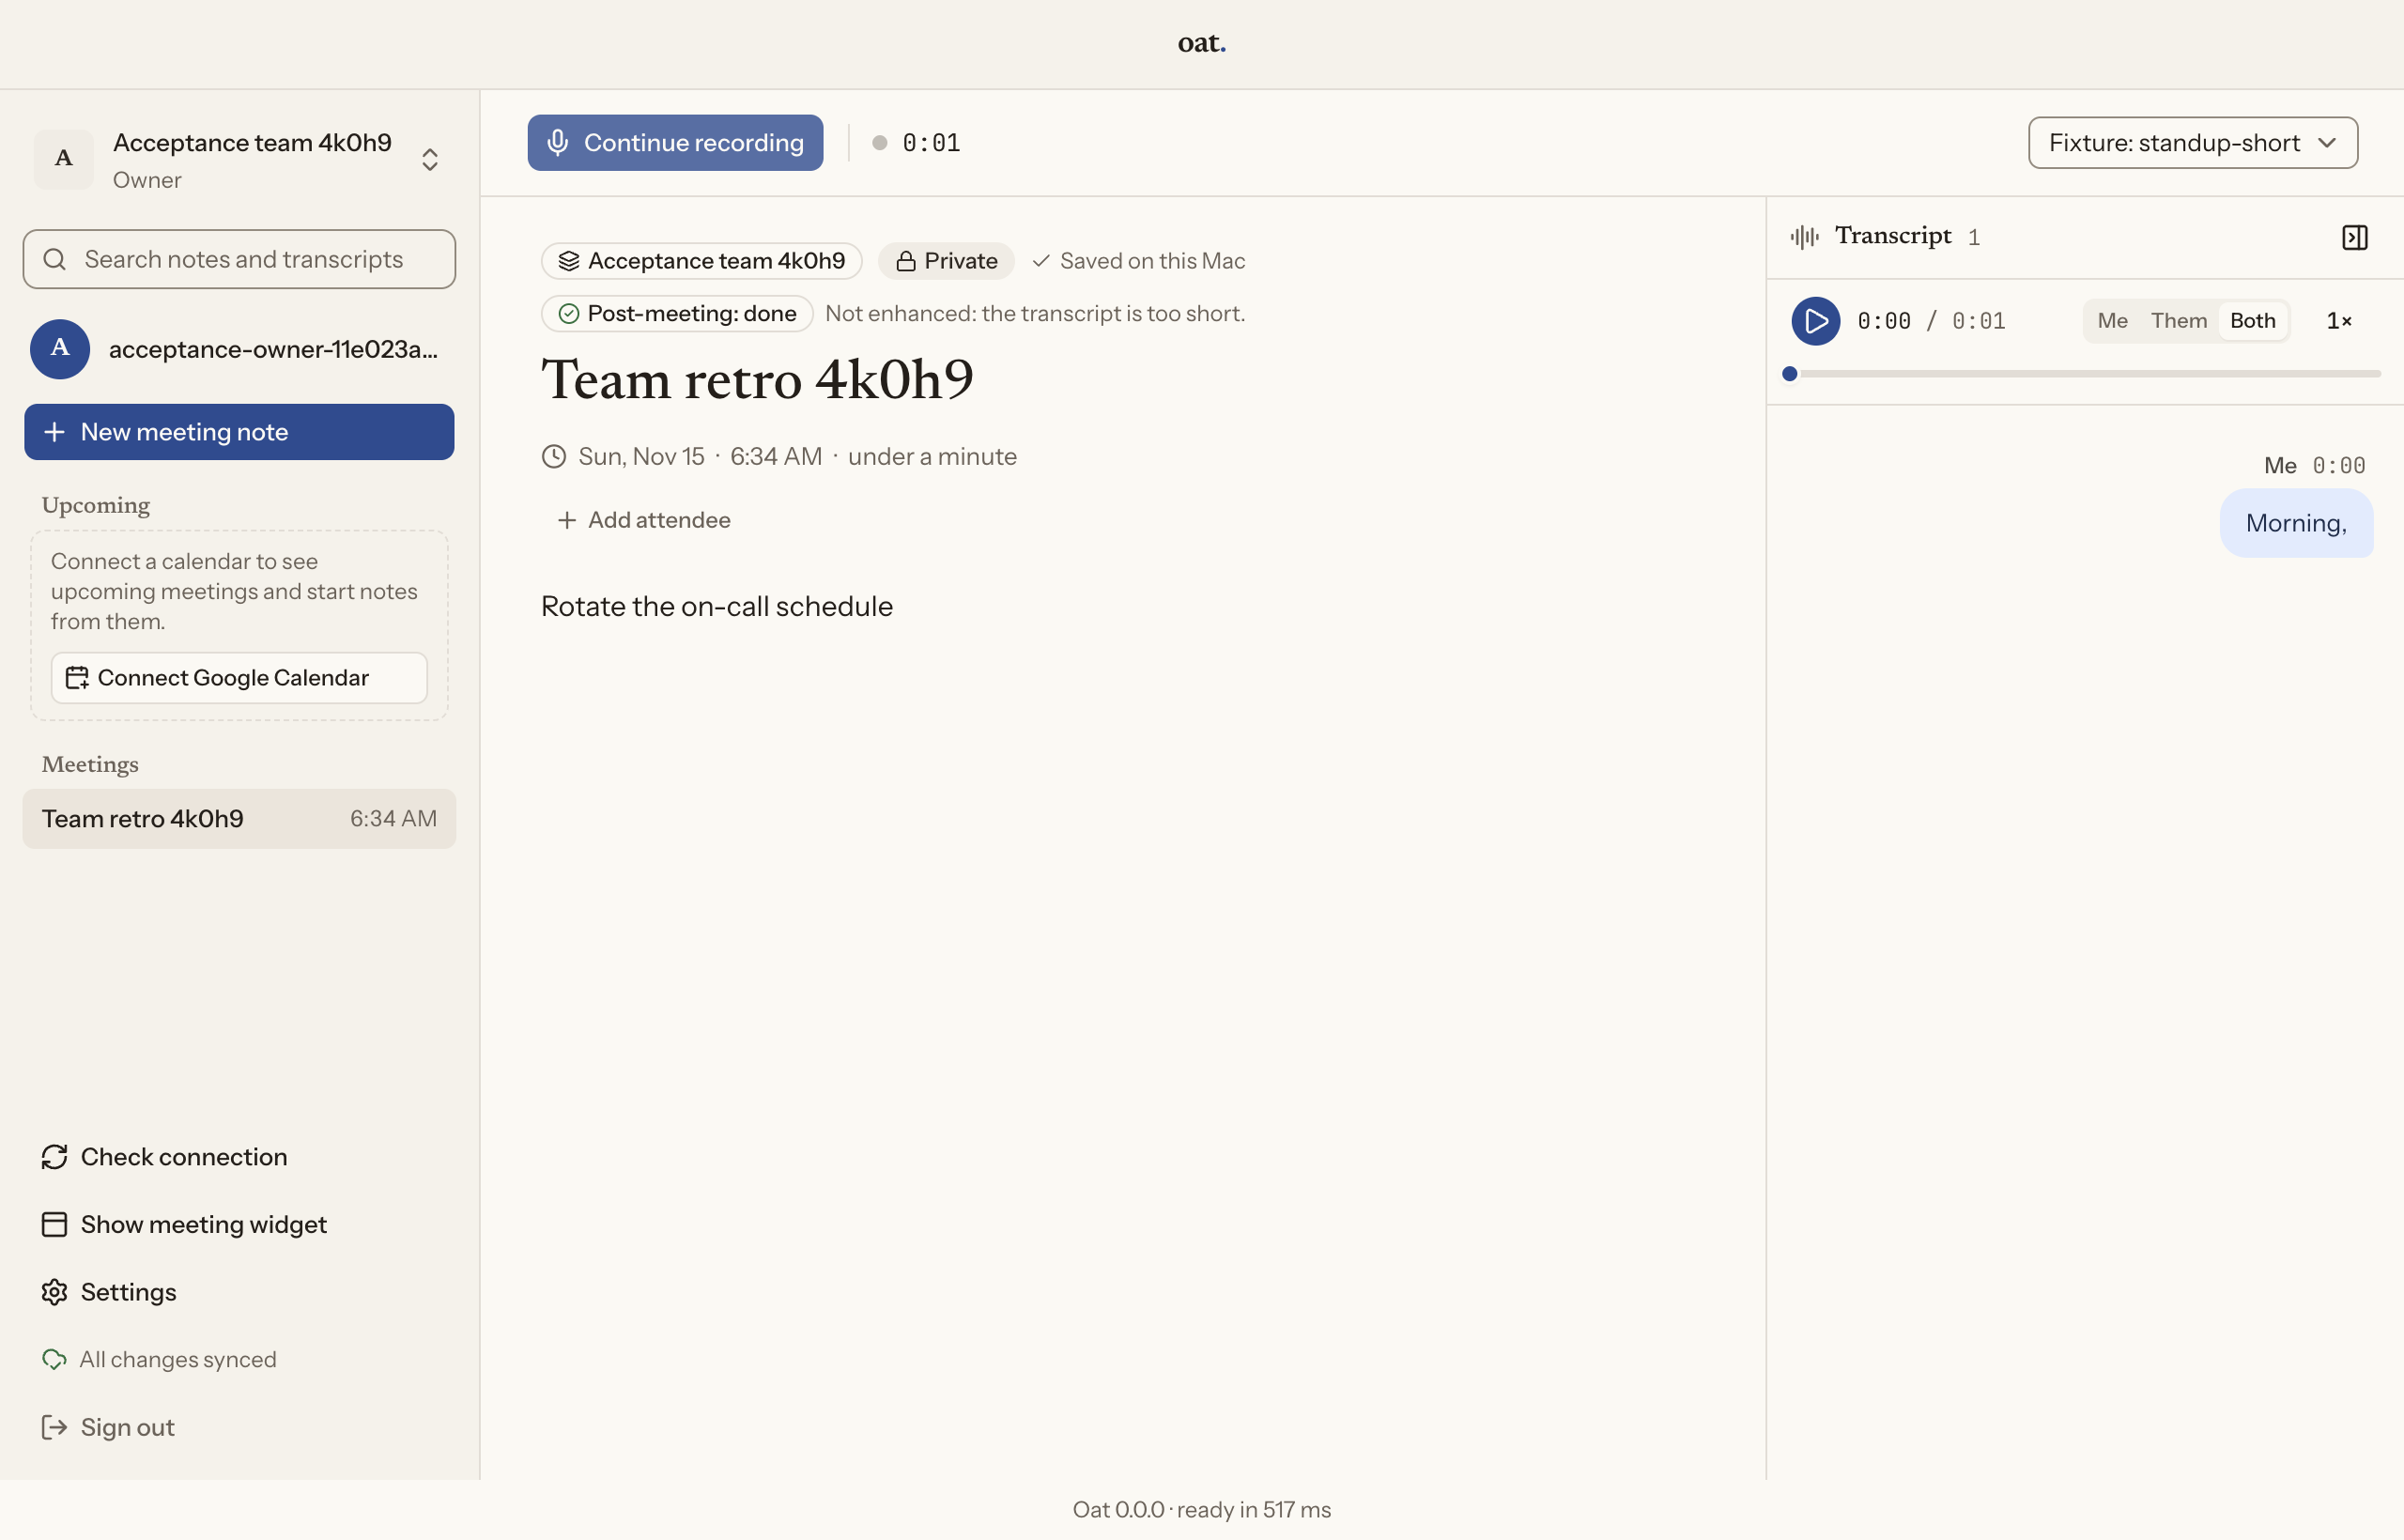 oat.
A
Acceptance team 4k0h9
Owner
Search notes and transcripts
A
acceptance-owner-11e023a...
New meeting note
Upcoming
Connect a calendar to see
upcoming meetings and start notes
from them.
Connect Google Calendar
Meetings
Team retro 4k0h9 6:34 AM
Check connection
Show meeting widget
Settings
All changes synced
Sign out
Continue recording 0:01
Fixture: standup-short
Acceptance team 4k0h9 Private Saved on this Mac
Post-meeting: done Not enhanced: the transcript is too short.
Team retro 4k0h9
Sun, Nov 15 · 6:34 AM · under a minute
Add attendee
Rotate the on-call schedule
Transcript 1
0:00 / 0:01 Me Them Both 1×
Me 0:00
Morning,
Oat 0.0.0 · ready in 517 ms